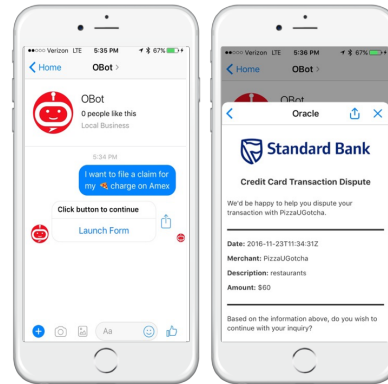 Verizon LTE 5:35 PM 67%
Home OBot
OBot
0 people like this
Local Business
5:34 PM
I want to file a claim for
my 🍕 charge on Amex
Click button to continue
Launch Form
Aa
Verizon LTE 5:36 PM 67%
Home OBot
OBot
Oracle
Standard Bank
Credit Card Transaction Dispute
We'd be happy to help you dispute your
transaction with PizzaUGotcha.
Date: 2016-11-23T11:34:31Z
Merchant: PizzaUGotcha
Description: restaurants
Amount: $60
Based on the information above, do you wish to
continue with your inquiry?